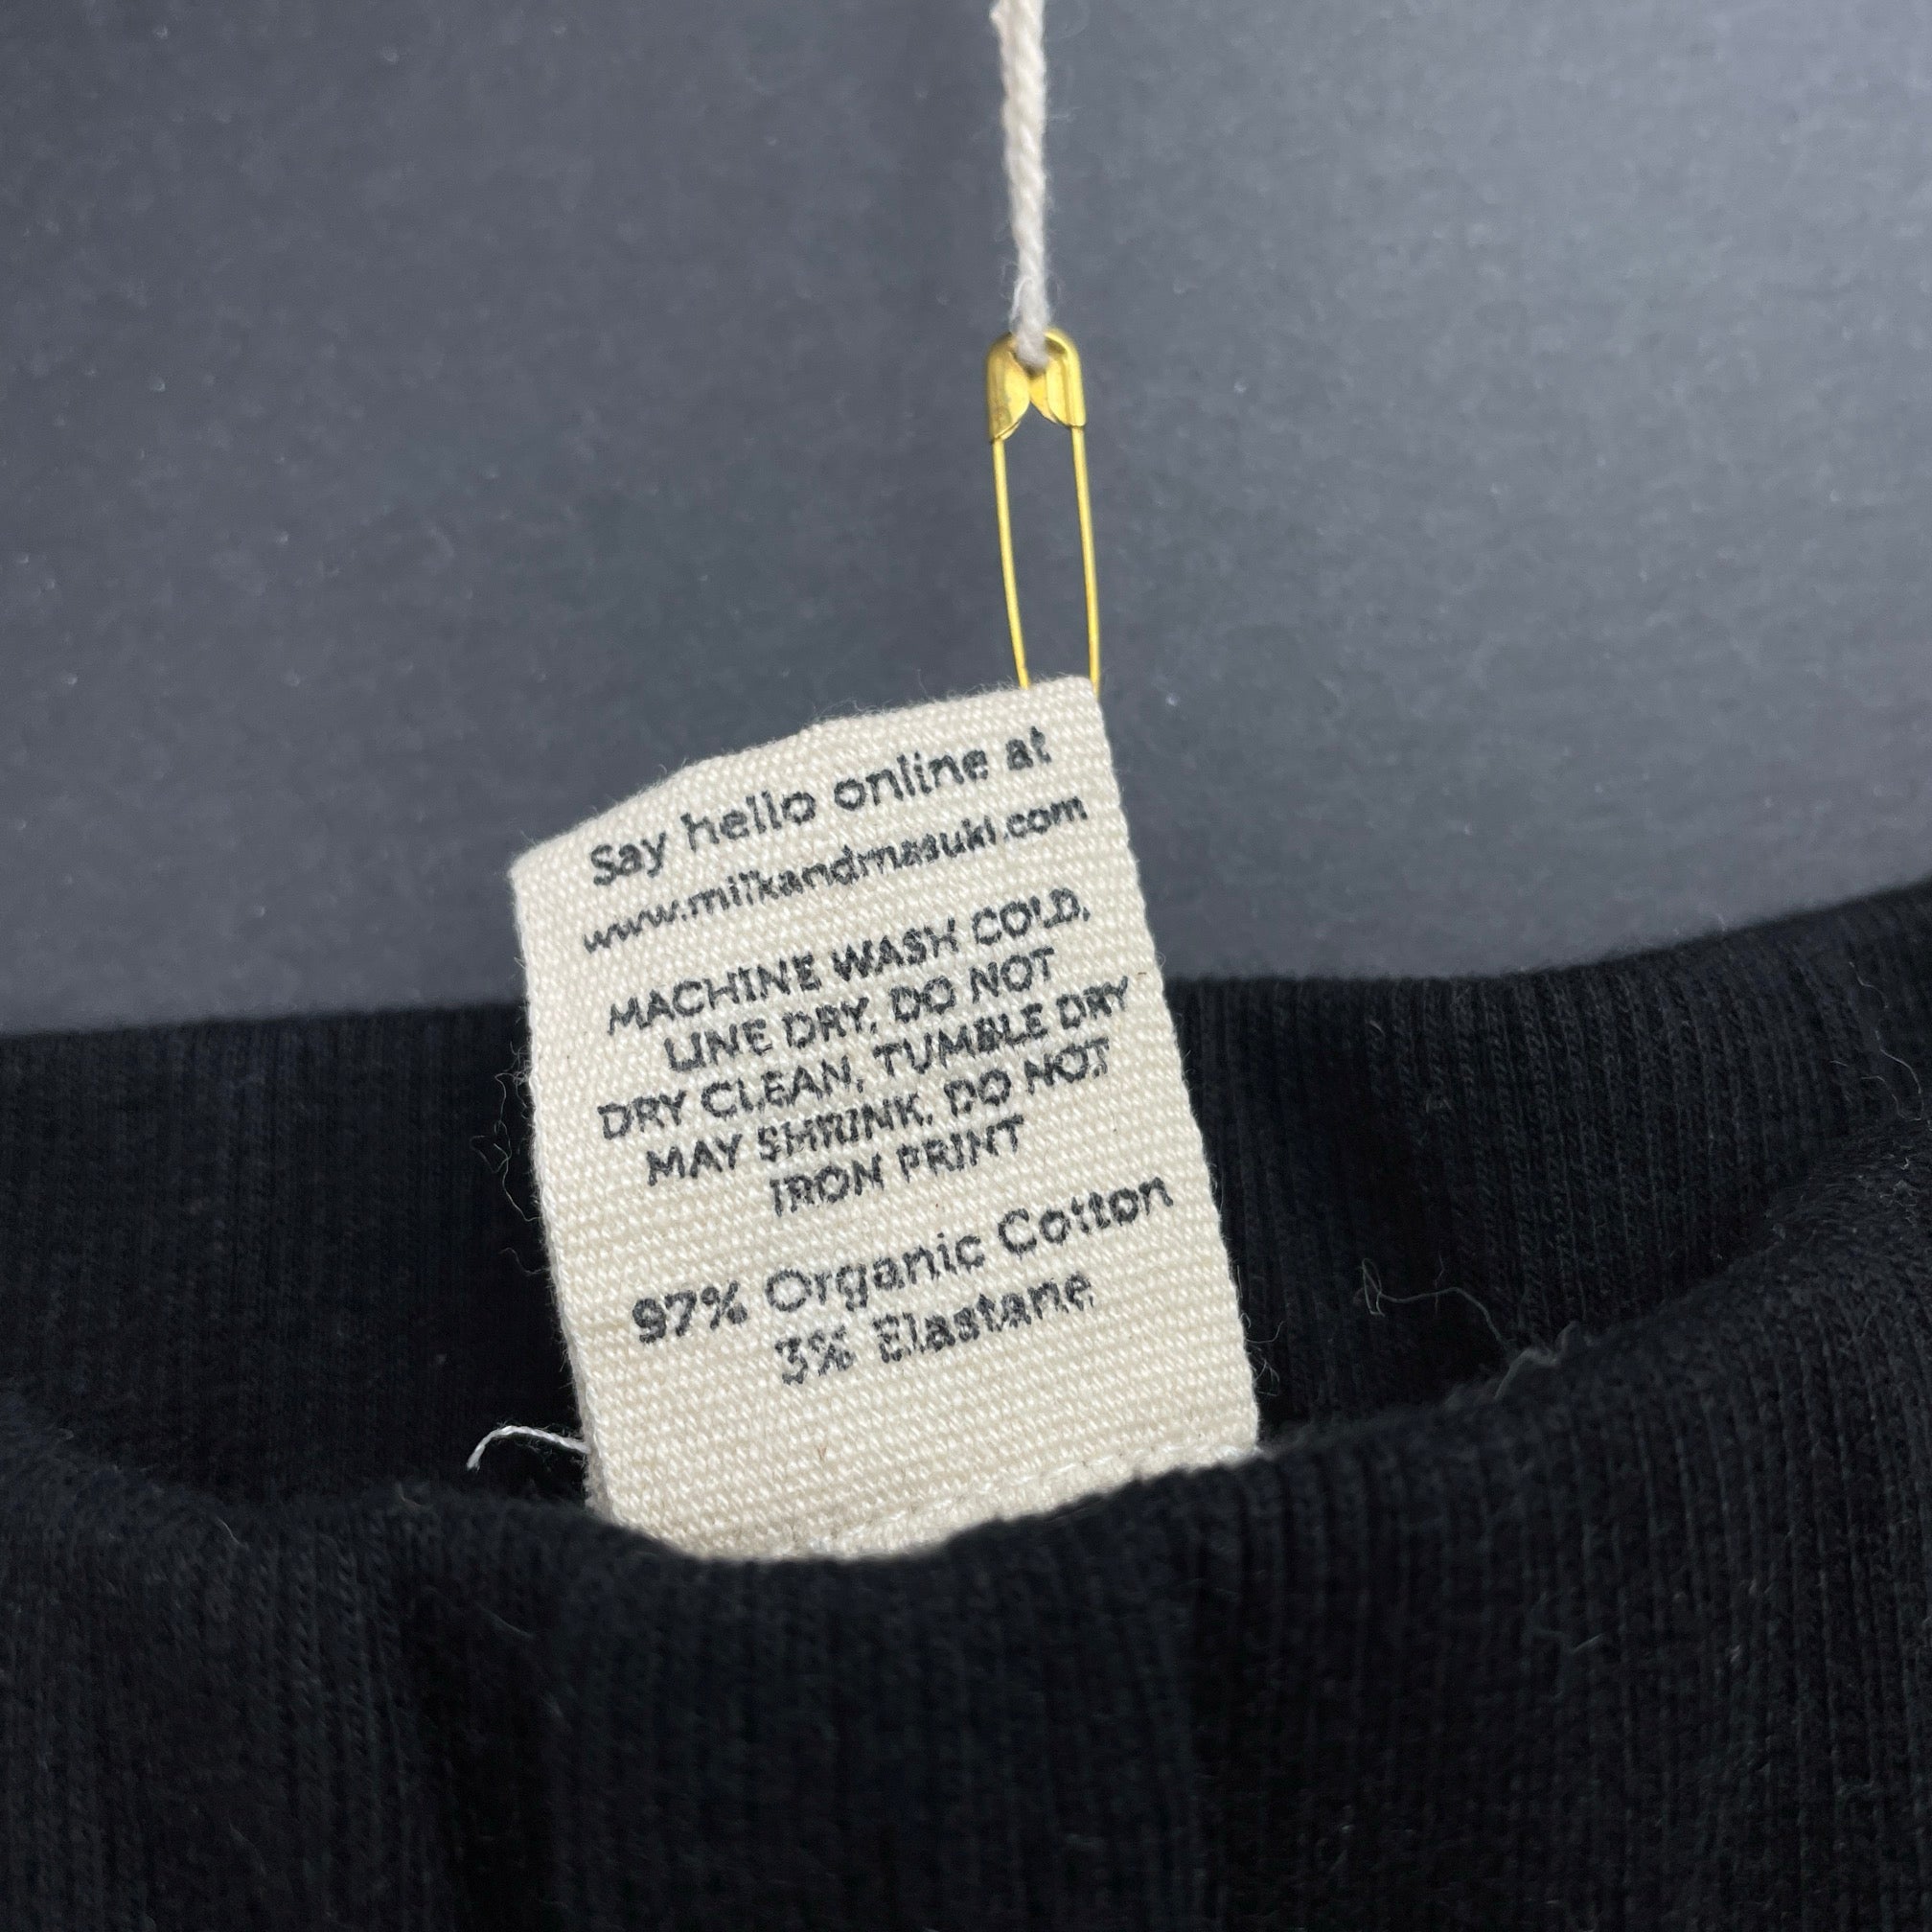 Say hello online at
www.milkandmasuki.com
MACHINE WASH COLD,
LINE DRY, DO NOT
DRY CLEAN, TUMBLE DRY
MAY SHRINK, DO NOT
IRON PRINT
97% Organic Cotton
3% Elastane